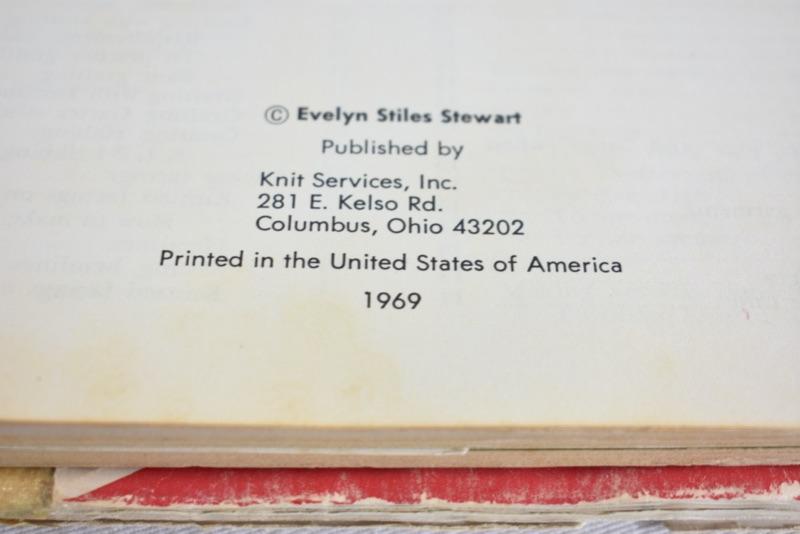 © Evelyn Stiles Stewart
Published by
Knit Services, Inc.
281 E. Kelso Rd.
Columbus, Ohio 43202
Printed in the United States of America
1969